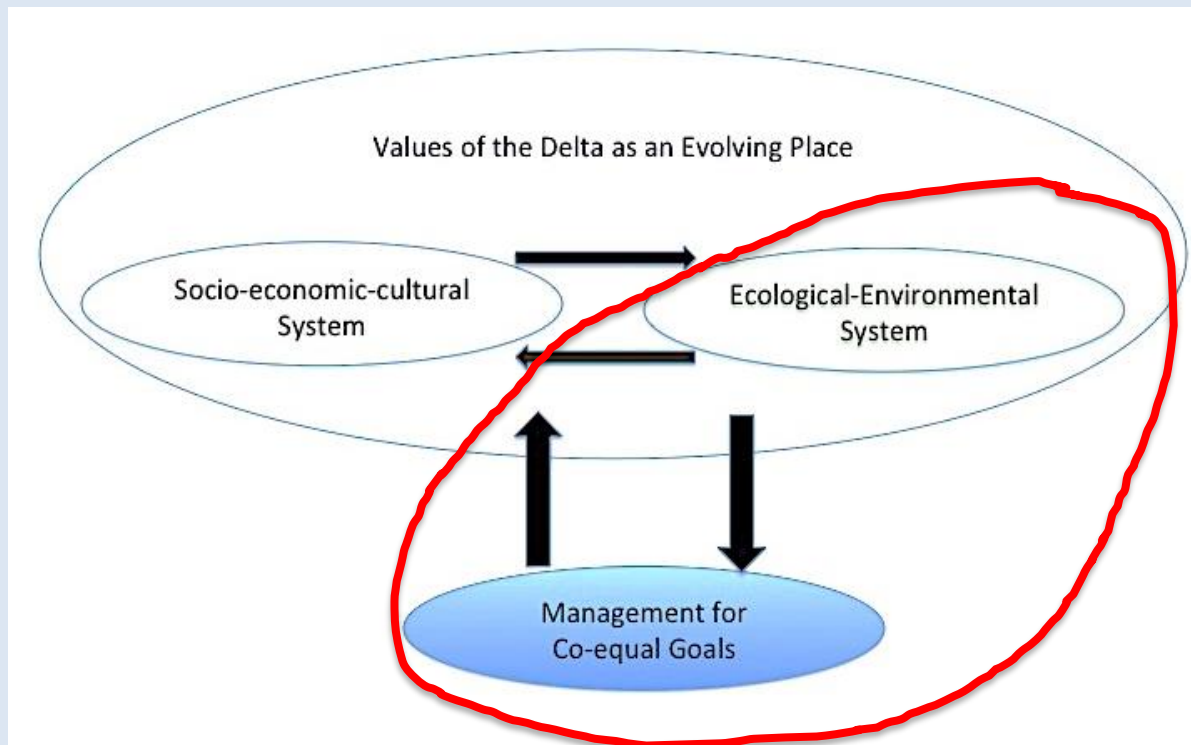 Values of the Delta as an Evolving Place
Socio-economic-cultural
System
Ecological-Environmental
System
Management for
Co-equal Goals